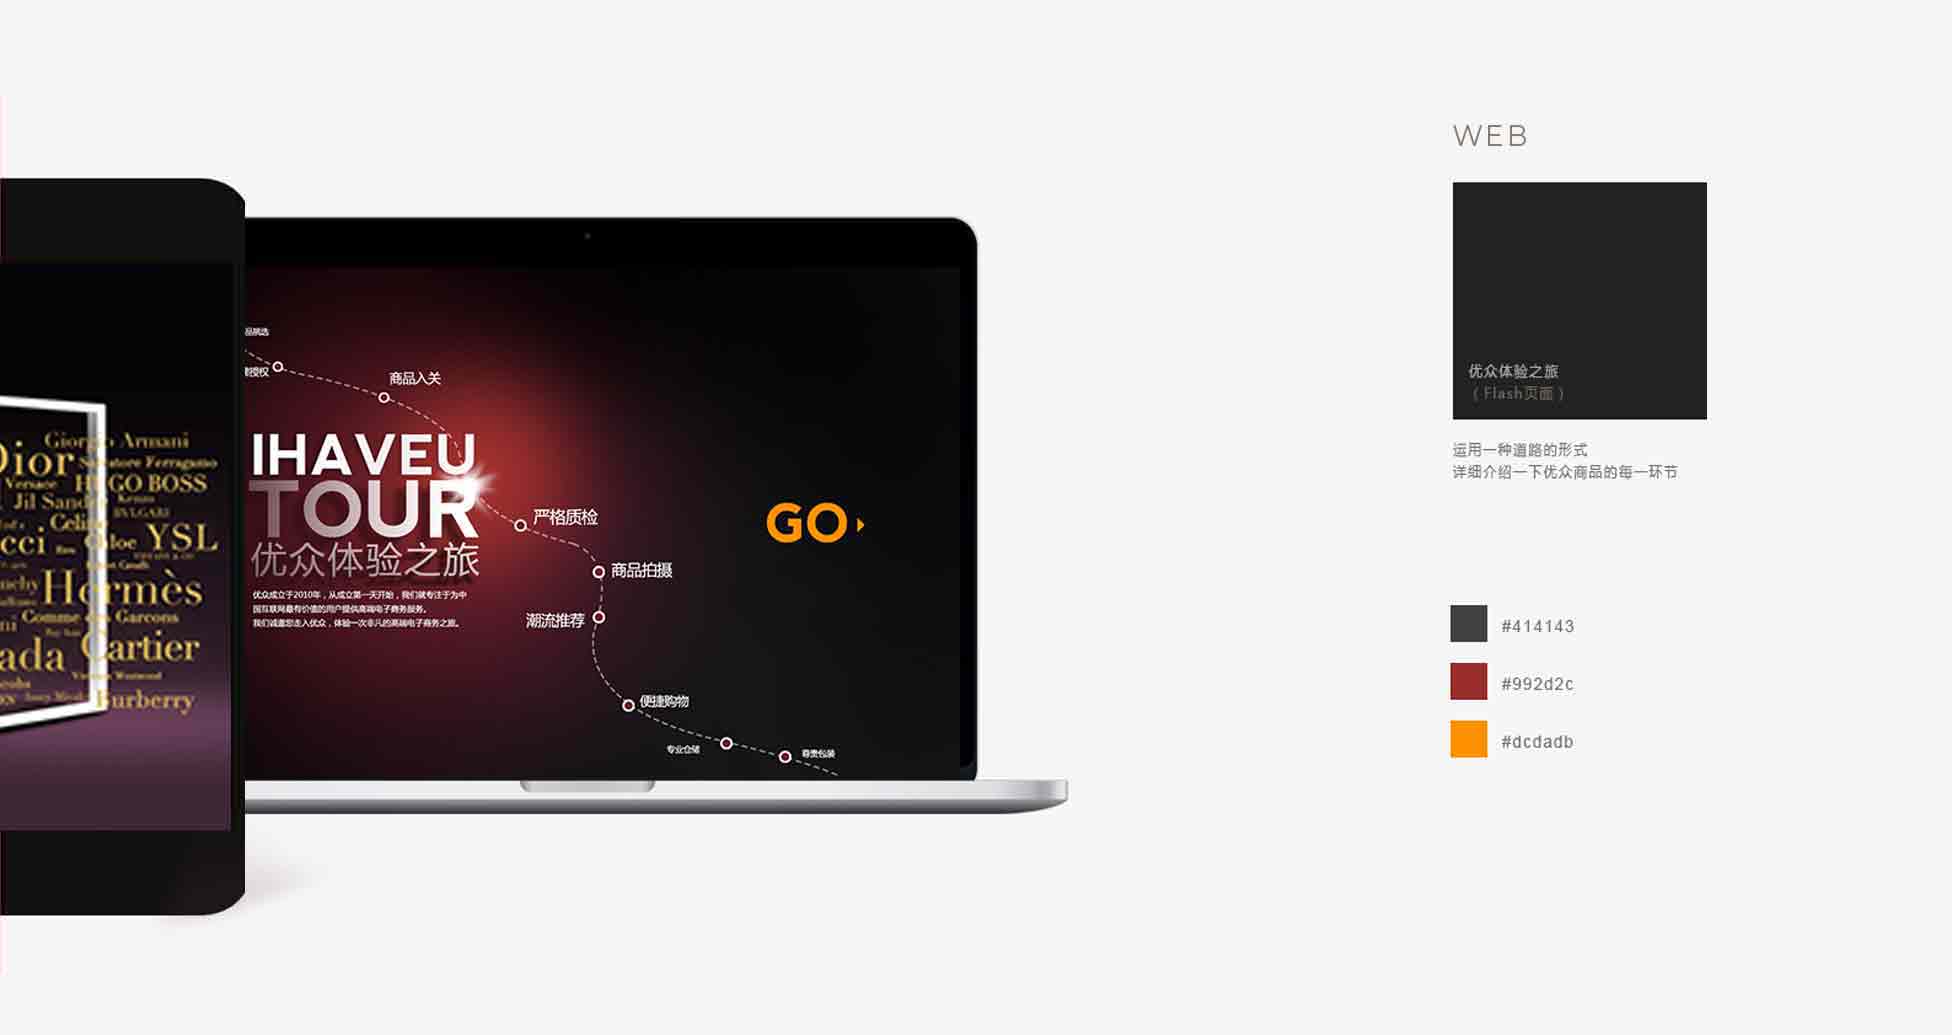 Giorgio Armani
Dior
Salvatore Ferragamo
Versace
HUGO BOSS
Jil Sander
Kenzo
BVLGARI
Celine
cci
Chloe
YSL
Roberto Cavalli
Hermès
Comme des Garcons
ada
Cartier
Vivienne Westwood
Burberry
品挑选
授权
商品入关
IHAVEU
TOUR
优众体验之旅
优众成立于2010年，从成立第一天开始，我们就专注于为中
国互联网最有价值的用户提供高端电子商务服务。
我们诚邀您走入优众，体验一次非凡的高端电子商务之旅。
严格质检
商品拍摄
潮流推荐
便捷购物
专业仓储
尊贵包装
GO
WEB
优众体验之旅
（Flash页面）
运用一种道路的形式
详细介绍一下优众商品的每一环节
#414143
#992d2c
#dcdadb